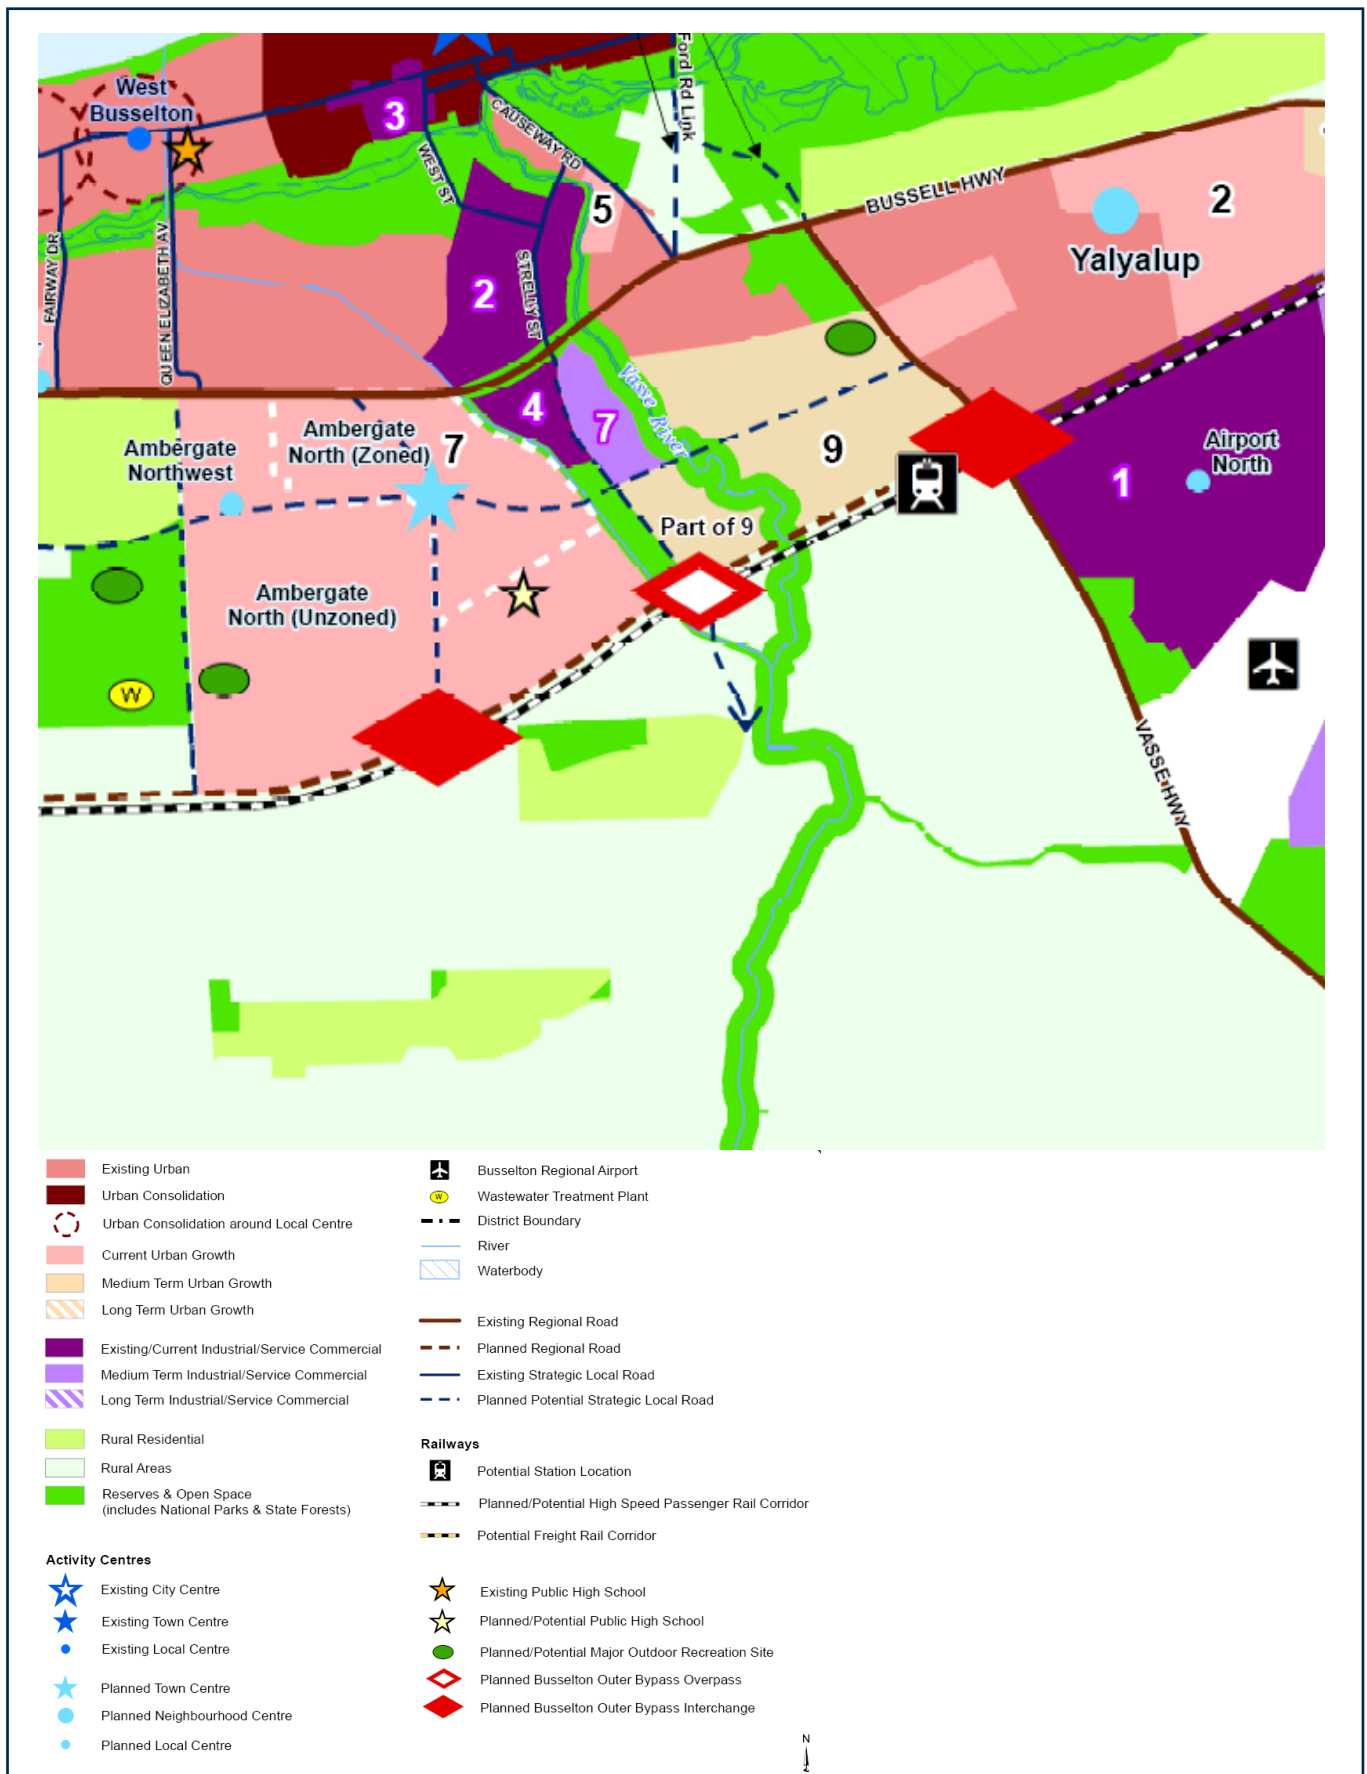 Ford Rd Link
West
Busselton
3
CAUSEWAY RD
WEST ST
BUSSELL HWY
2
5
Yalyalup
FAIRWAY DR
QUEEN ELIZABETH AV
STRELLY ST
2
Vasse River
4
7
Ambergate
North (Zoned)
7
Ambergate
Northwest
9
Airport
North
1
Part of 9
Ambergate
North (Unzoned)
W
VASSE HWY
Existing Urban
Urban Consolidation
Urban Consolidation around Local Centre
Current Urban Growth
Medium Term Urban Growth
Long Term Urban Growth
Existing/Current Industrial/Service Commercial
Medium Term Industrial/Service Commercial
Long Term Industrial/Service Commercial
Rural Residential
Rural Areas
Reserves & Open Space
(includes National Parks & State Forests)
Activity Centres
Existing City Centre
Existing Town Centre
Existing Local Centre
Planned Town Centre
Planned Neighbourhood Centre
Planned Local Centre
Busselton Regional Airport
W
Wastewater Treatment Plant
District Boundary
River
Waterbody
Existing Regional Road
Planned Regional Road
Existing Strategic Local Road
Planned Potential Strategic Local Road
Railways
Potential Station Location
Planned/Potential High Speed Passenger Rail Corridor
Potential Freight Rail Corridor
Existing Public High School
Planned/Potential Public High School
Planned/Potential Major Outdoor Recreation Site
Planned Busselton Outer Bypass Overpass
Planned Busselton Outer Bypass Interchange
N